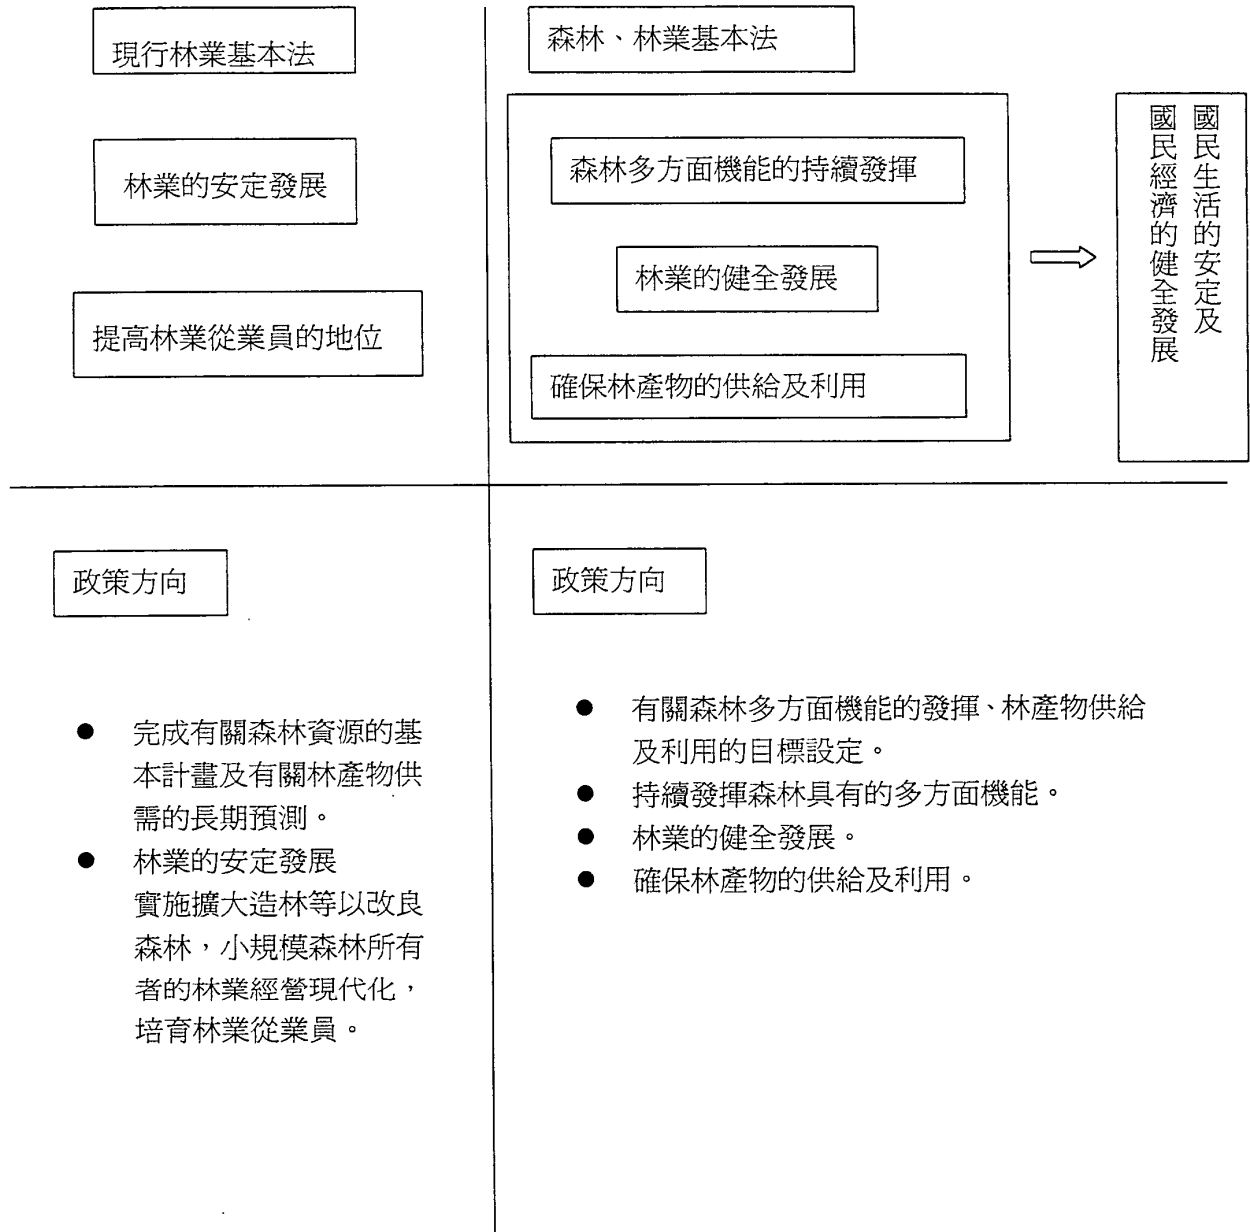 現行林業基本法
林業的安定發展
提高林業從業員的地位
森林、林業基本法
森林多方面機能的持續發揮
林業的健全發展
確保林產物的供給及利用
國民生活的安定及
國民經濟的健全發展
政策方向
● 完成有關森林資源的基
本計畫及有關林產物供
需的長期預測。
● 林業的安定發展
實施擴大造林等以改良
森林，小規模森林所有
者的林業經營現代化，
培育林業從業員。
政策方向
● 有關森林多方面機能的發揮、林產物供給
及利用的目標設定。
● 持續發揮森林具有的多方面機能。
● 林業的健全發展。
● 確保林產物的供給及利用。